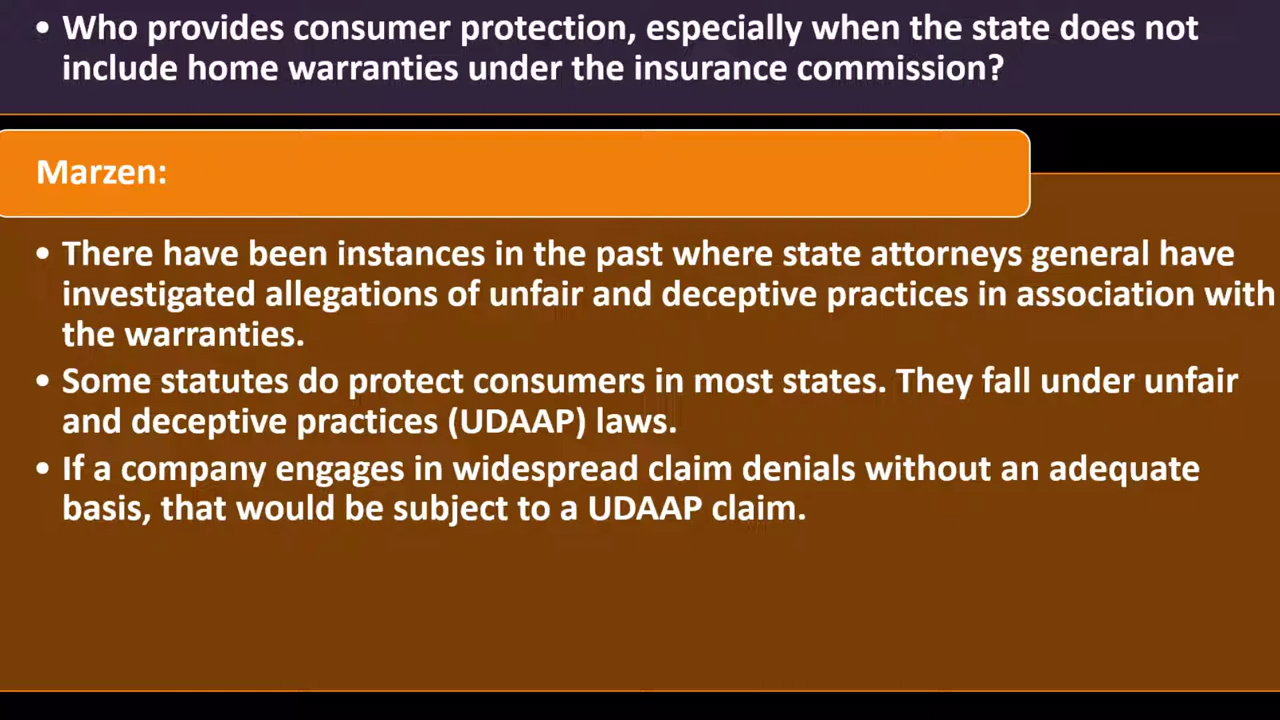 • Who provides consumer protection, especially when the state does not
include home warranties under the insurance commission?
Marzen:
• There have been instances in the past where state attorneys general have
investigated allegations of unfair and deceptive practices in association with
the warranties.
• Some statutes do protect consumers in most states. They fall under unfair
and deceptive practices (UDAAP) laws.
• If a company engages in widespread claim denials without an adequate
basis, that would be subject to a UDAAP claim.